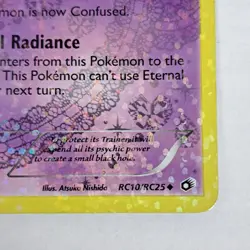 mon is now Confused.
l Radiance
nters from this Pokémon to the
This Pokémon can't use Eternal
r next turn.
To protect its Trainer, it will
expend all its psychic power
to create a small black hole.
Illus. Atsuko Nishida RC10/RC25